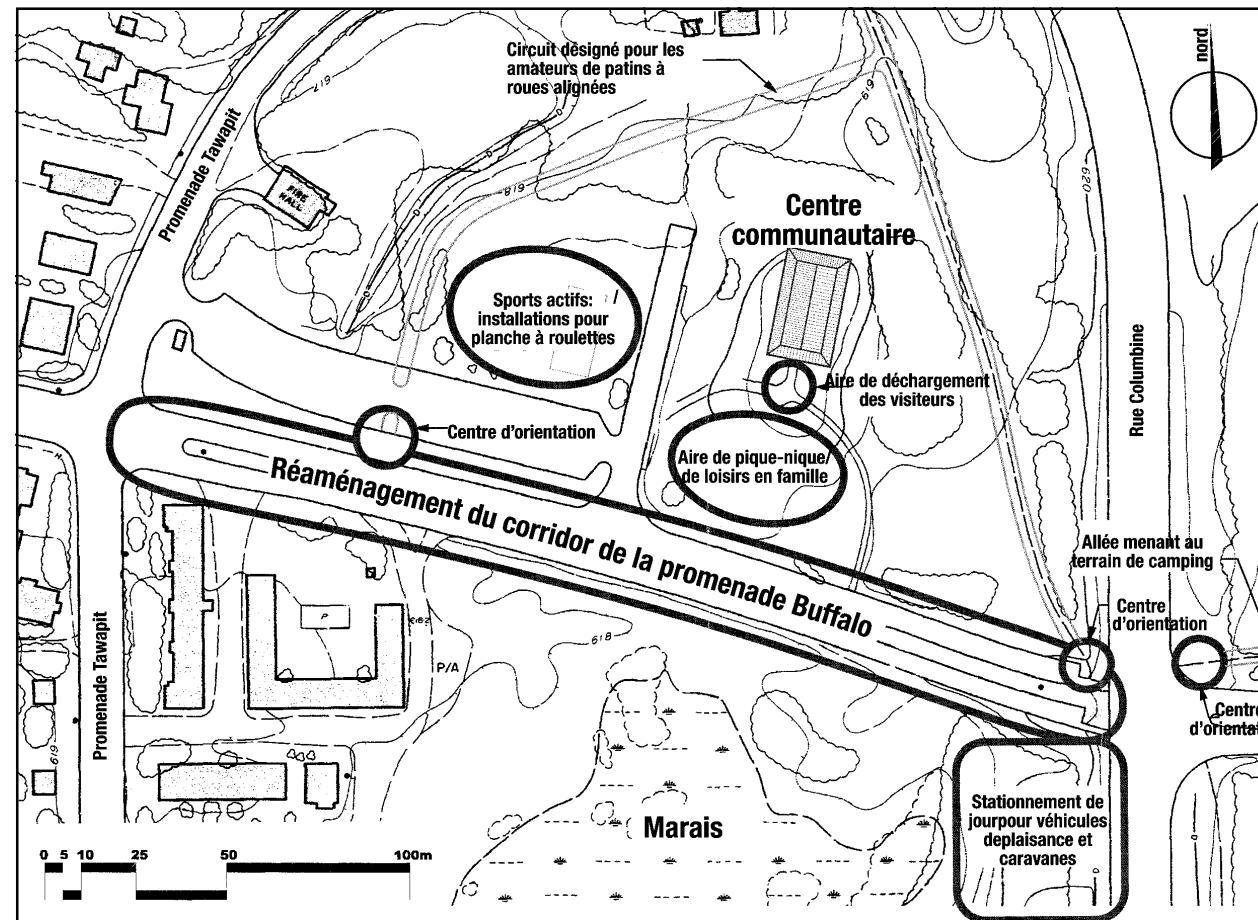 Circuit désigné pour les
amateurs de patins à
roues alignées
nord
617
619
Promenade Tawapit
FIRE
HALL
618
620
Centre
communautaire
Sports actifs:
installations pour
planche à roulettes
Aire de déchargement
des visiteurs
Rue Columbine
Centre d'orientation
Aire de pique-nique/
de loisirs en famille
Réaménagement du corridor de la promenade Buffalo
Allée menant au
terrain de camping
Centre
d'orientation
P
P/A
618
Promenade Tawapit
619
Centre
d'orientat
Stationnement de
jourpour véhicules
deplaisance et
caravanes
Marais
0 5 10 25 50 100m